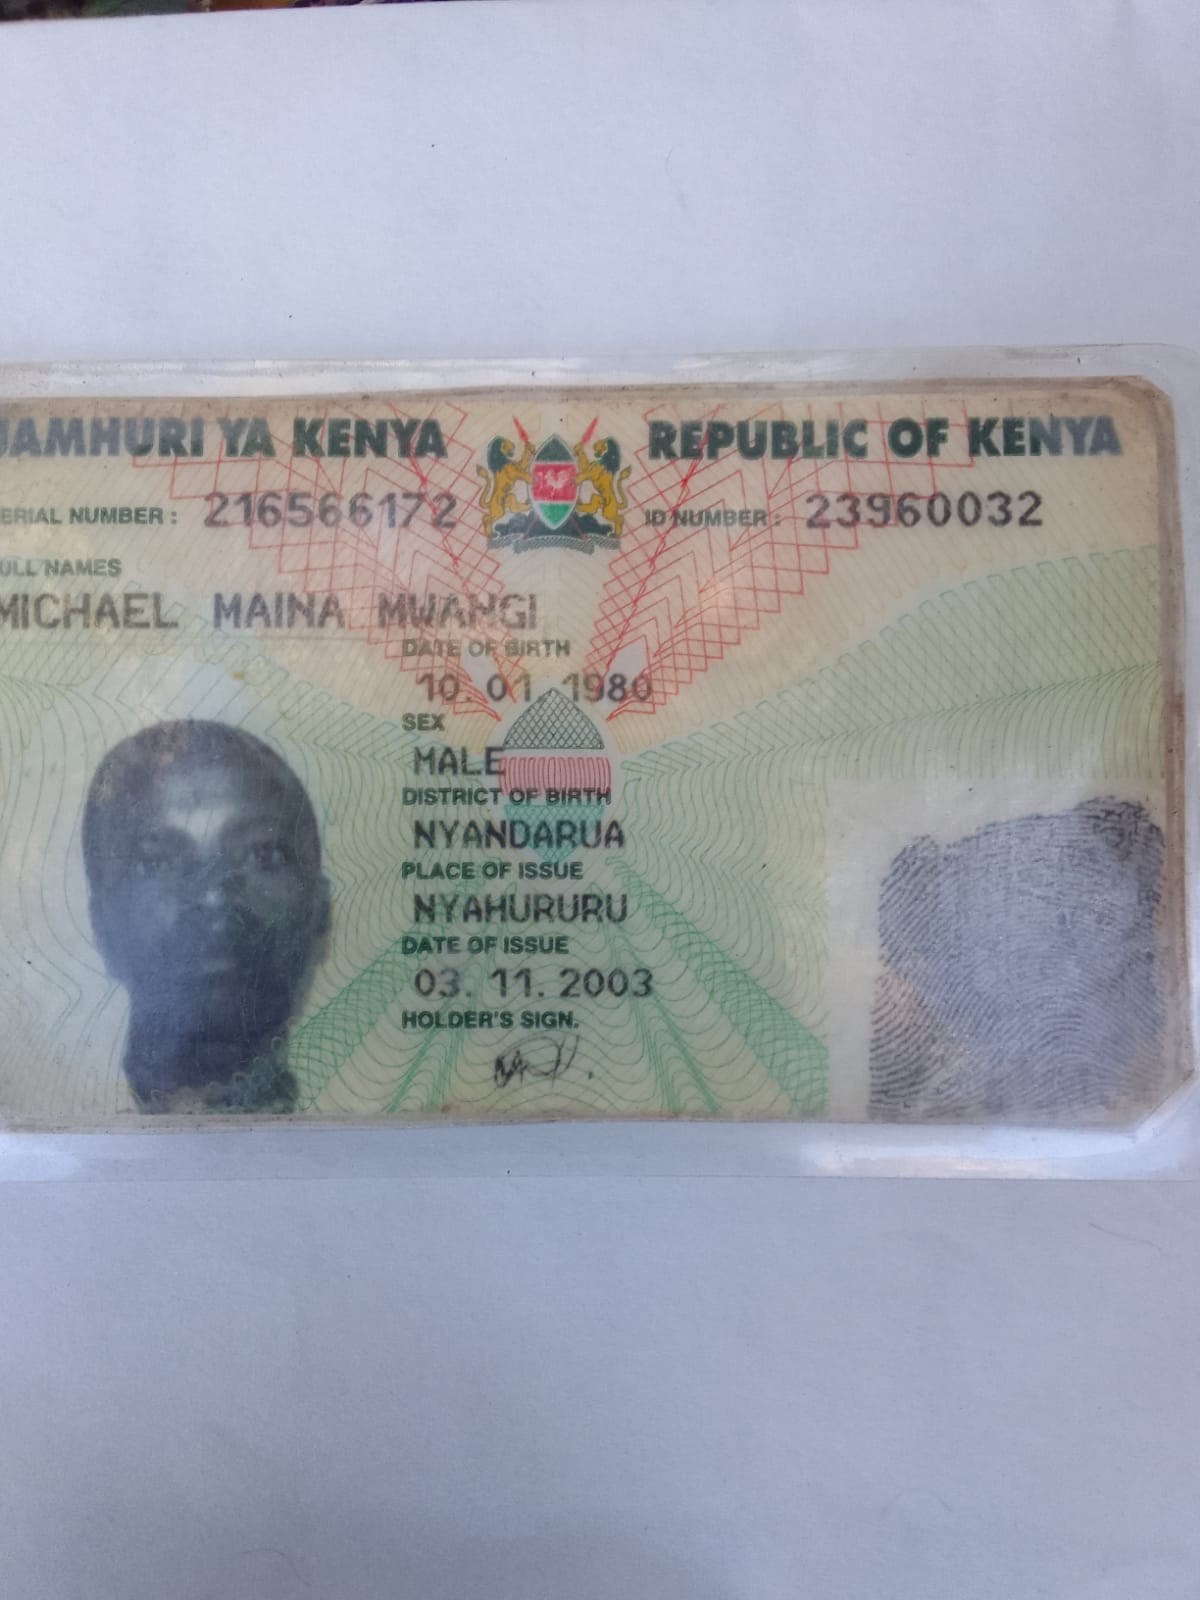 JAMHURI YA KENYA REPUBLIC OF KENYA
ERIAL NUMBER : 216566172 ID NUMBER : 23960032
ULL NAMES
MICHAEL MAINA MWANGI
DATE OF BIRTH
10. 01. 1980
SEX
MALE
DISTRICT OF BIRTH
NYANDARUA
PLACE OF ISSUE
NYAHURURU
DATE OF ISSUE
03. 11. 2003
HOLDER'S SIGN.